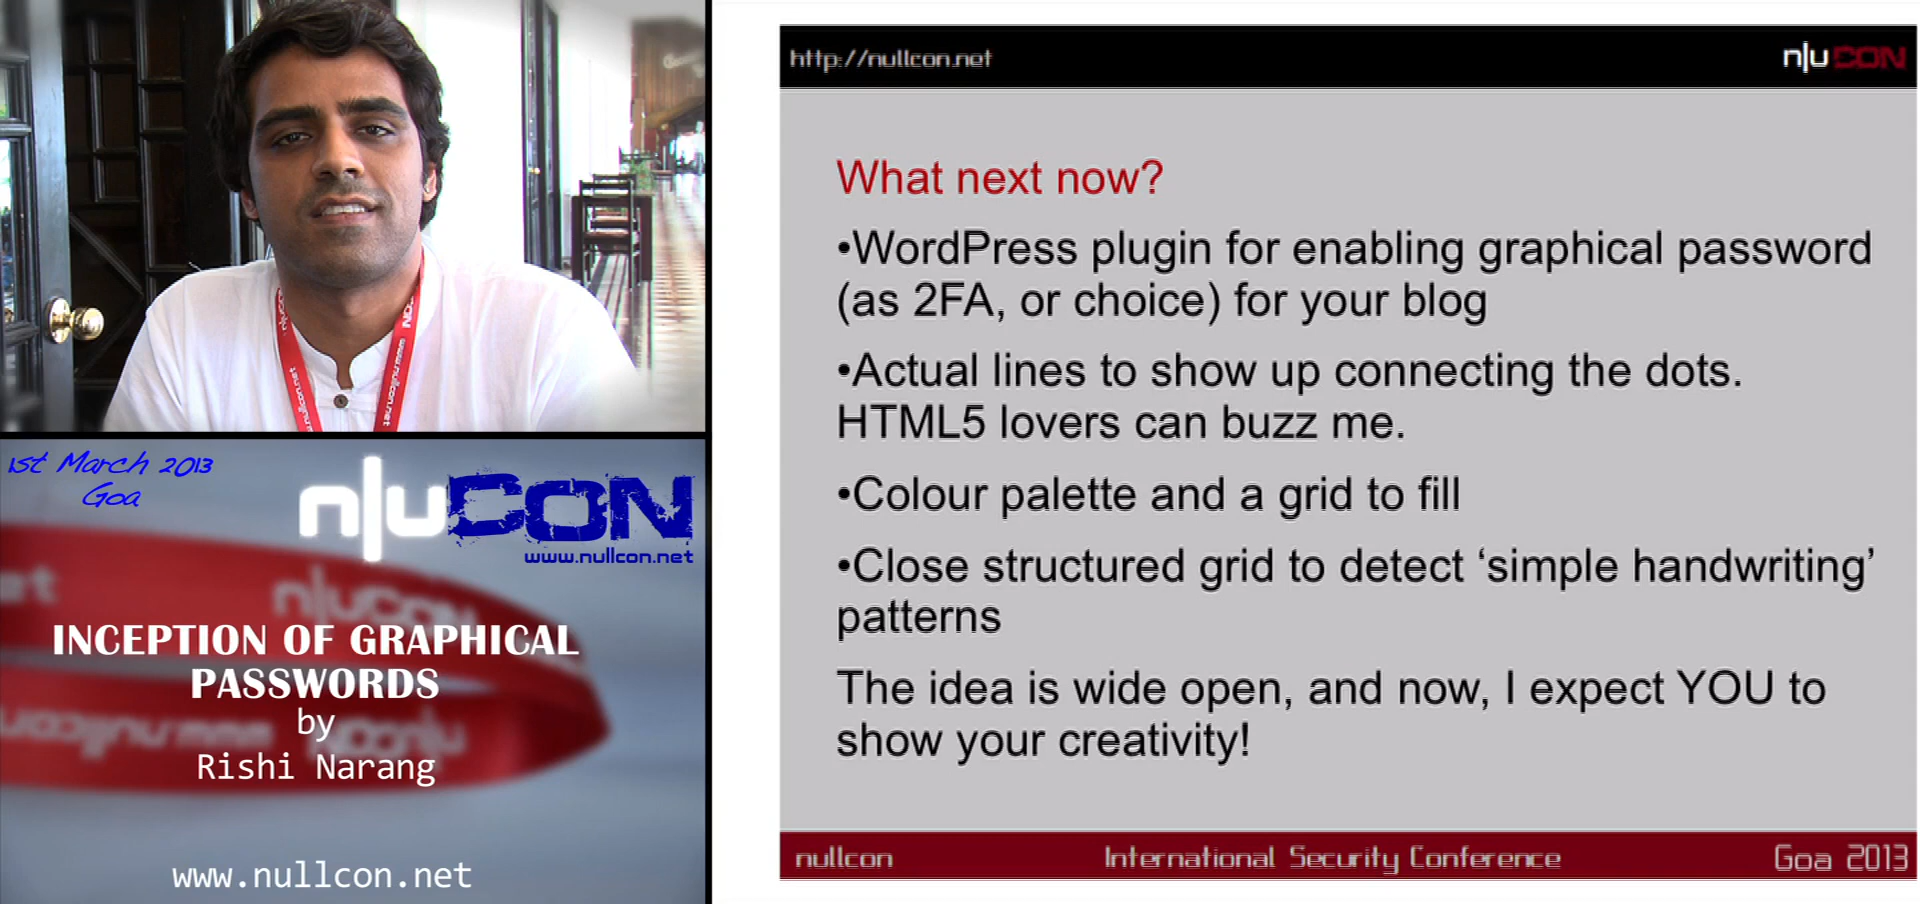 1st March 2013
Goa
n|uCON
www.nullcon.net
et
n|ucon
INCEPTION OF GRAPHICAL
PASSWORDS
by
Rishi Narang
www.nullcon.net
http://nullcon.net
n|uCON
What next now?
•WordPress plugin for enabling graphical password
(as 2FA, or choice) for your blog
•Actual lines to show up connecting the dots.
HTML5 lovers can buzz me.
•Colour palette and a grid to fill
•Close structured grid to detect ‘simple handwriting’
patterns
The idea is wide open, and now, I expect YOU to
show your creativity!
nullcon
International Security Conference
Goa 2013